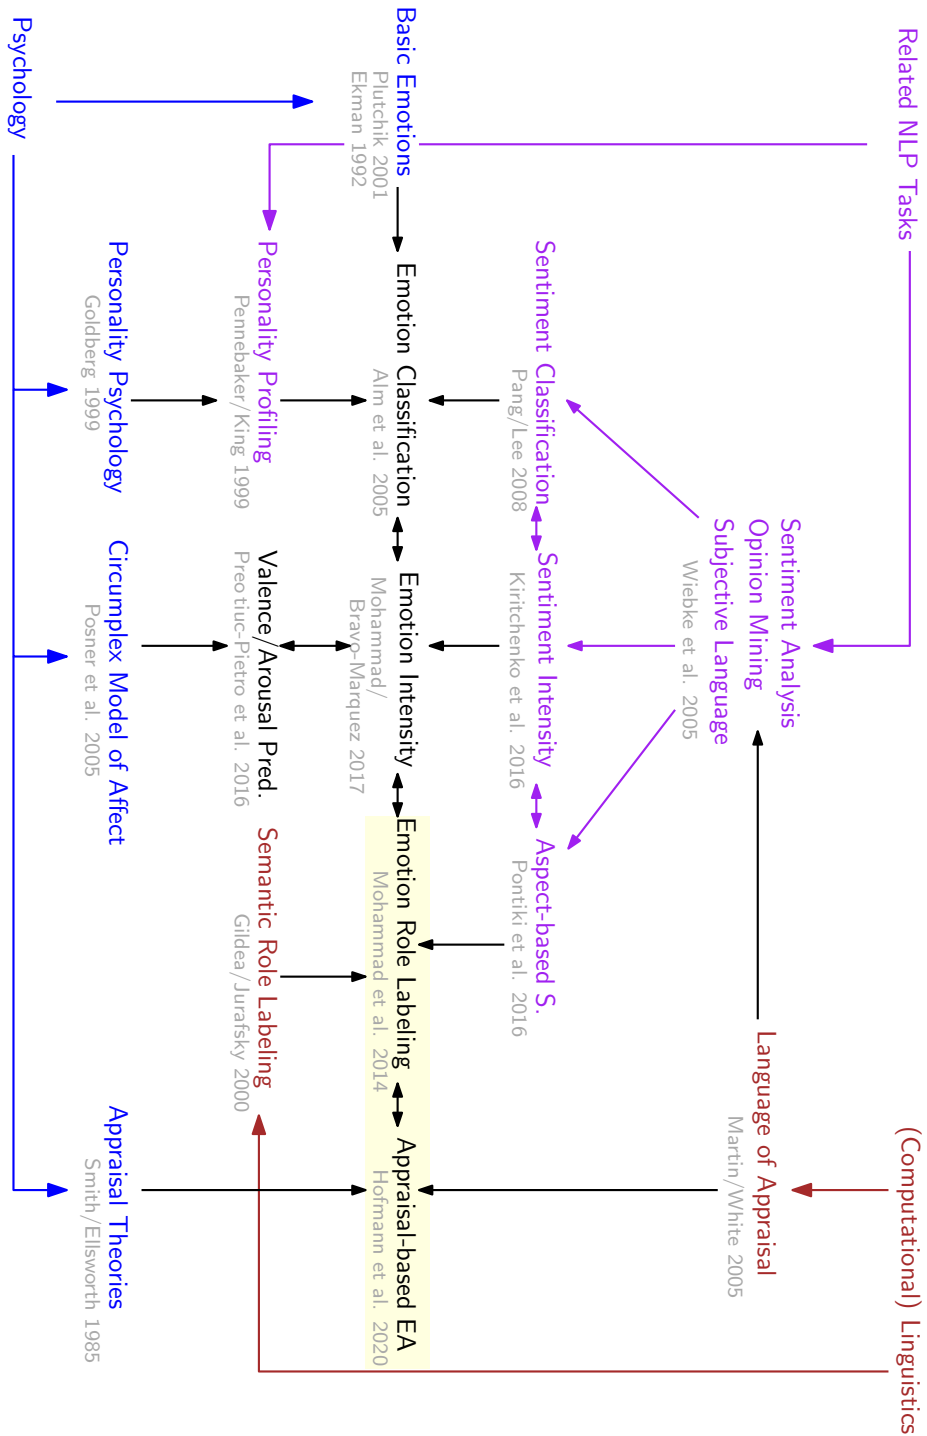 Related NLP Tasks
(Computational) Linguistics
Sentiment Analysis
Opinion Mining
Subjective Language
Wiebke et al. 2005
Language of Appraisal
Martin/White 2005
Sentiment Classification
Pang/Lee 2008
Sentiment Intensity
Kiritchenko et al. 2016
Aspect-based S.
Pontiki et al. 2016
Basic Emotions
Plutchik 2001
Ekman 1992
Emotion Classification
Alm et al. 2005
Emotion Intensity
Mohammad/
Bravo-Marquez 2017
Emotion Role Labeling
Mohammad et al. 2014
Appraisal-based EA
Hofmann et al. 2020
Personality Profiling
Pennebaker/King 1999
Valence/Arousal Pred.
Preotiuc-Pietro et al. 2016
Semantic Role Labeling
Gildea/Jurafsky 2000
Personality Psychology
Goldberg 1999
Circumplex Model of Affect
Posner et al. 2005
Appraisal Theories
Smith/Ellsworth 1985
Psychology